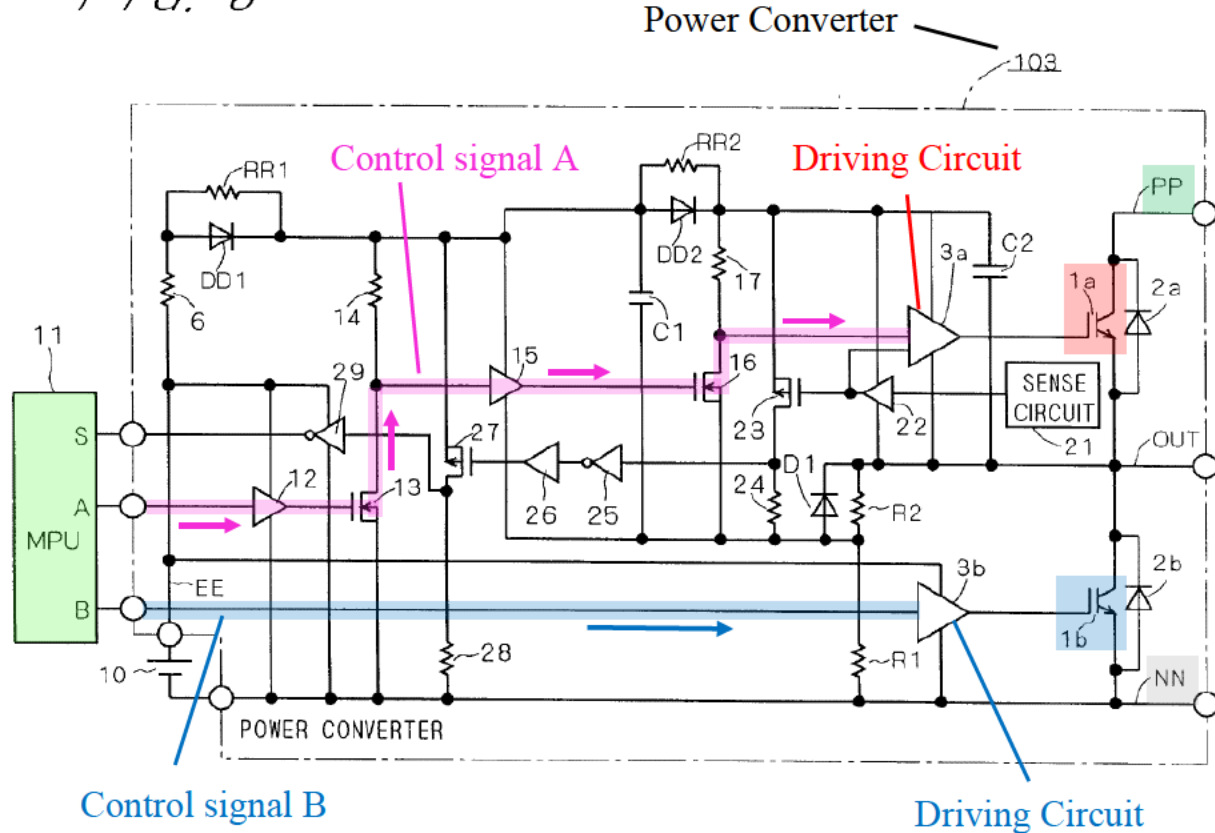 FIG. 8
Power Converter
103
Control signal A
RR2
Driving Circuit
RR1
PP
DD1
DD2
17
3a
C2
1a
2a
6
14
C1
11
15
16
29
SENSE
CIRCUIT
23
22
21
S
27
OUT
12
13
D1
A
26
25
24
R2
MPU
EE
3b
2b
B
1b
10
28
R1
NN
POWER CONVERTER
Control signal B
Driving Circuit